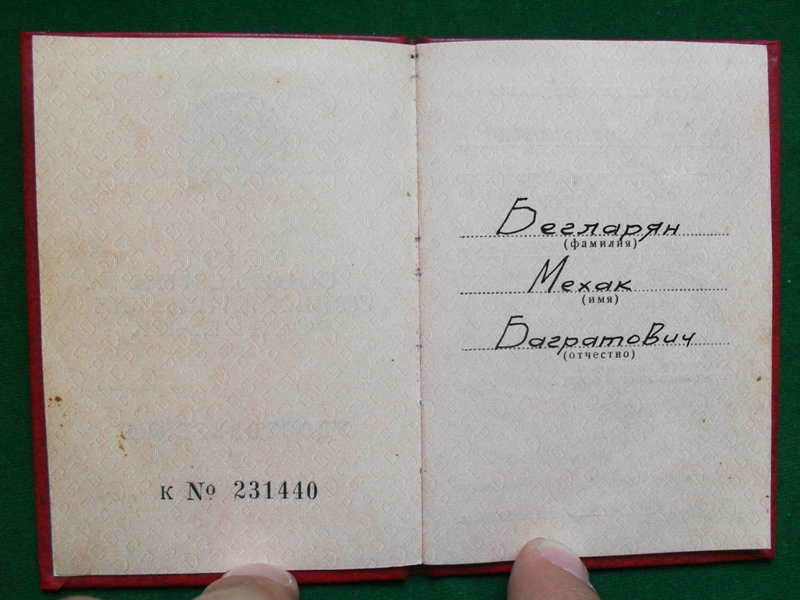 к № 231440
Бегларян
(фамилия)
Мехак
(имя)
Багратович
(отчество)